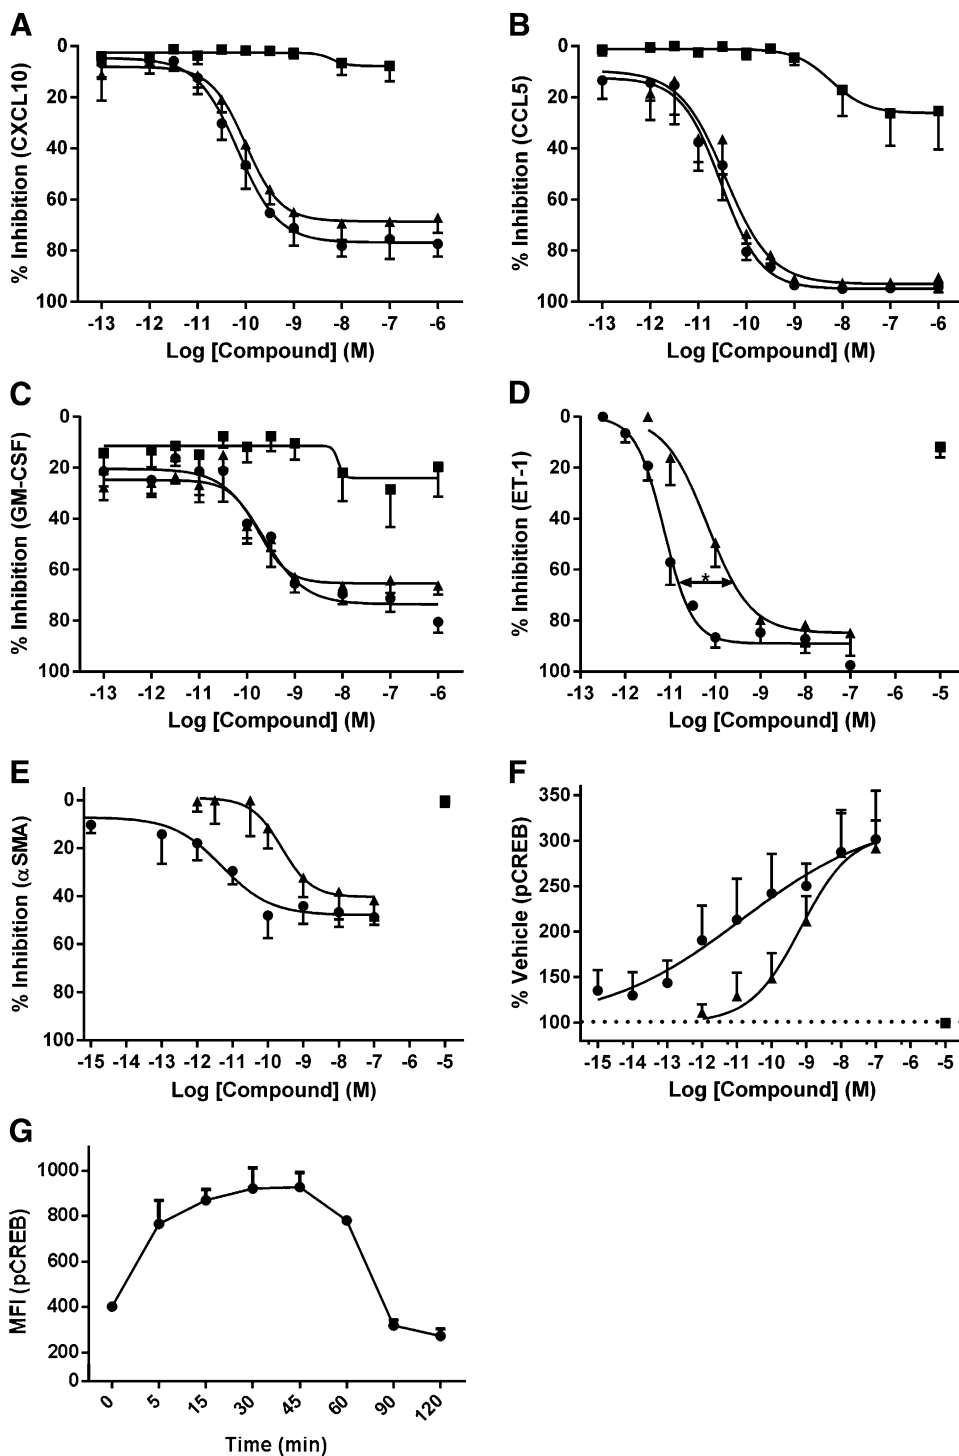 A
% Inhibition (CXCL10)
0
20
40
60
80
100
-13 -12 -11 -10 -9 -8 -7 -6
Log [Compound] (M)
B
% Inhibition (CCL5)
0
20
40
60
80
100
-13 -12 -11 -10 -9 -8 -7 -6
Log [Compound] (M)
C
% Inhibition (GM-CSF)
0
20
40
60
80
100
-13 -12 -11 -10 -9 -8 -7 -6
Log [Compound] (M)
D
% Inhibition (ET-1)
0
20
40
60
80
100
*
-13 -12 -11 -10 -9 -8 -7 -6 -5
Log [Compound] (M)
E
% Inhibition (αSMA)
0
20
40
60
80
100
-15 -14 -13 -12 -11 -10 -9 -8 -7 -6 -5
Log [Compound] (M)
F
% Vehicle (pCREB)
350
300
250
200
150
100
-15 -14 -13 -12 -11 -10 -9 -8 -7 -6 -5
Log [Compound] (M)
G
MFI (pCREB)
1000
800
600
400
200
0
0 5 15 30 45 60 90 120
Time (min)